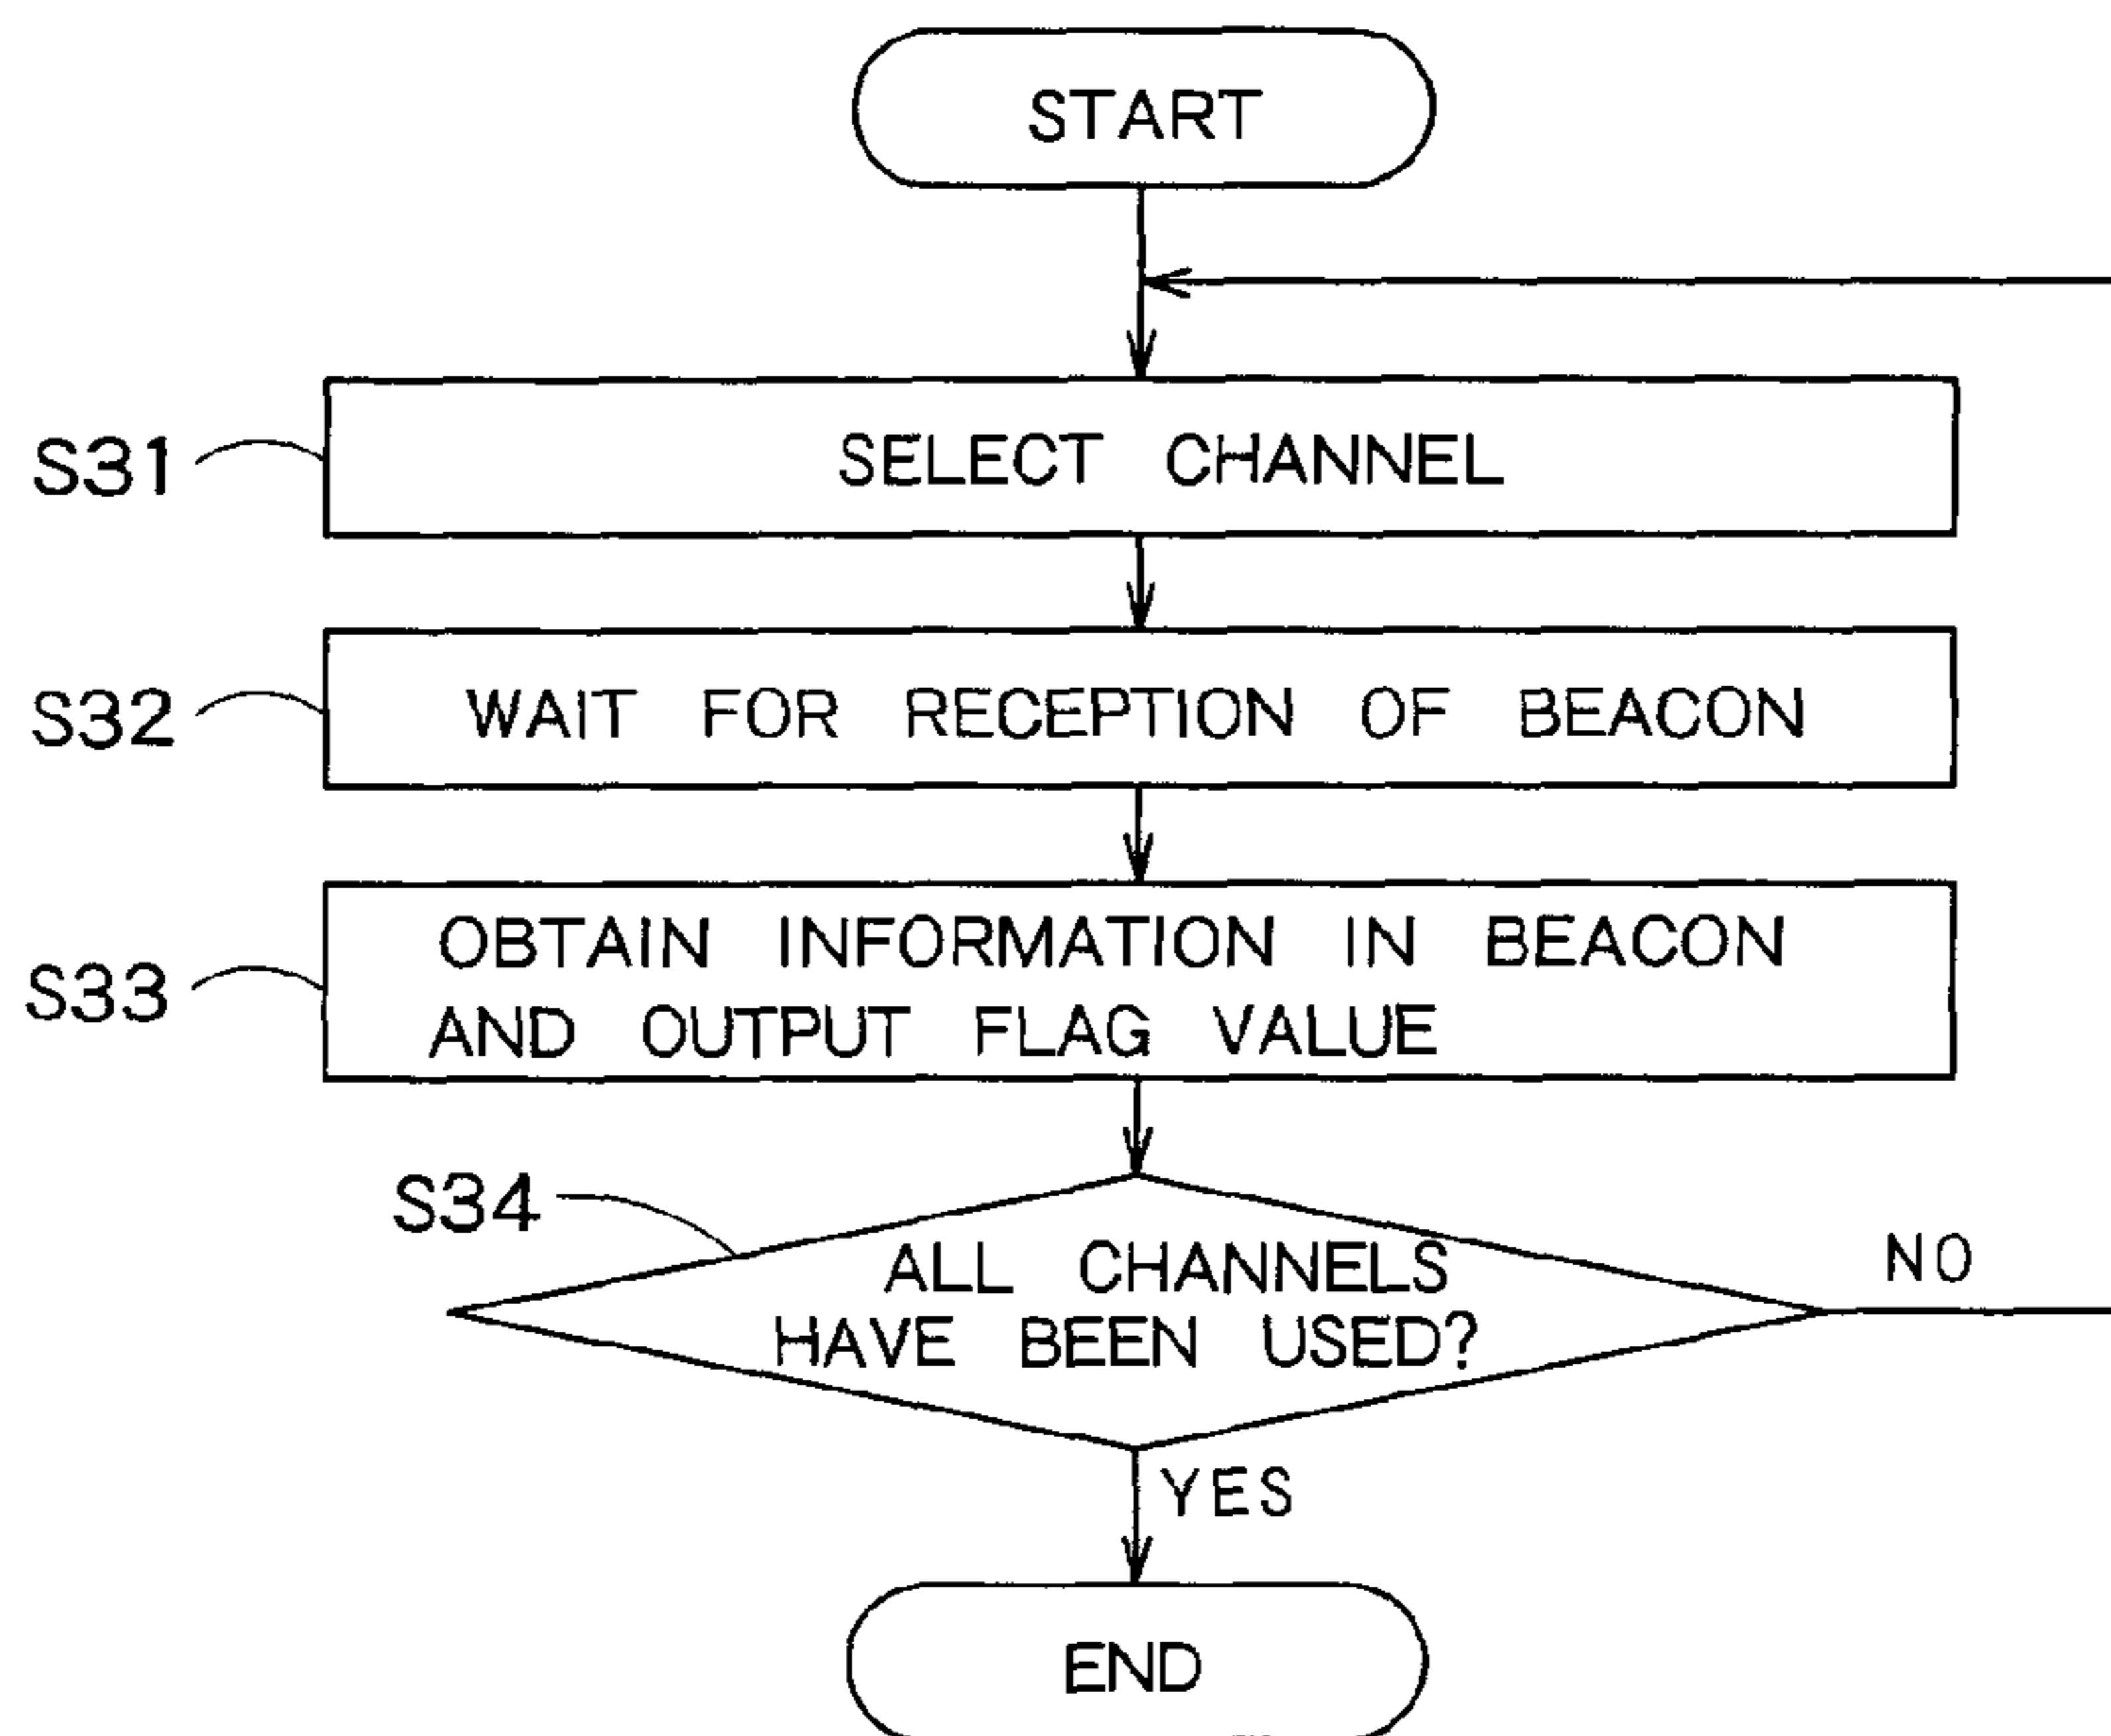 START
S31
SELECT CHANNEL
S32
WAIT FOR RECEPTION OF BEACON
S33
OBTAIN INFORMATION IN BEACON
AND OUTPUT FLAG VALUE
S34
ALL CHANNELS
HAVE BEEN USED?
NO
YES
END